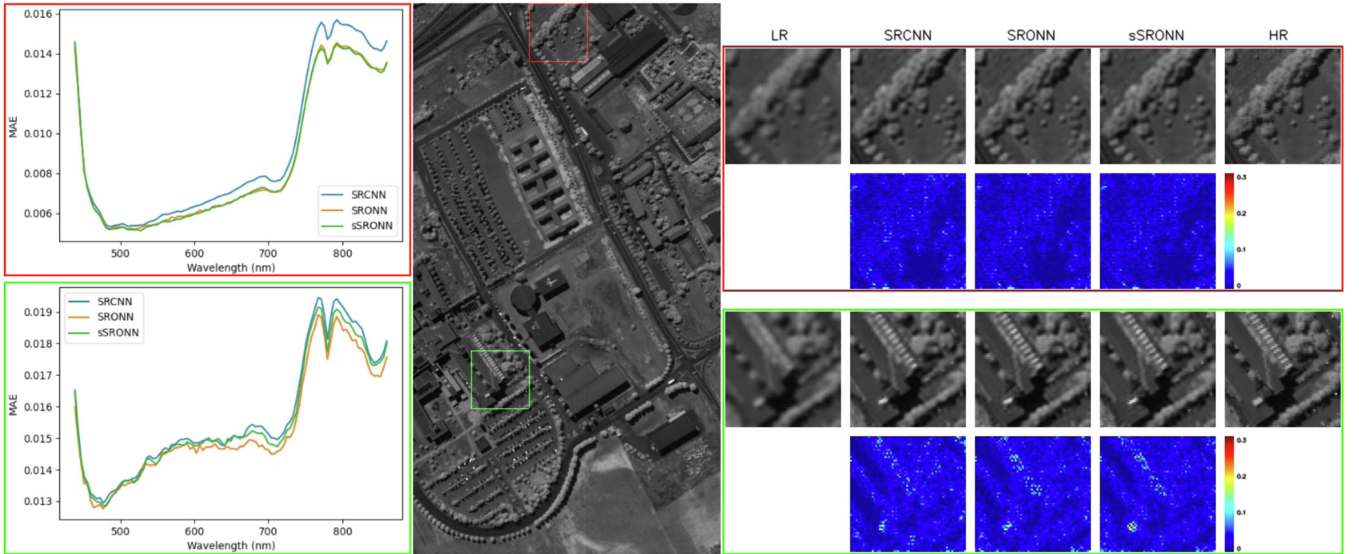 0.016
0.014
0.012
0.010
0.008
0.006
MAE
500 600 700 800
Wavelength (nm)
SRCNN
SRONN
sSRONN
0.019
0.018
0.017
0.016
0.015
0.014
0.013
MAE
500 600 700 800
Wavelength (nm)
SRCNN
SRONN
sSRONN
LR SRCNN SRONN sSRONN HR
0.3
0.2
0.1
0
0.3
0.2
0.1
0